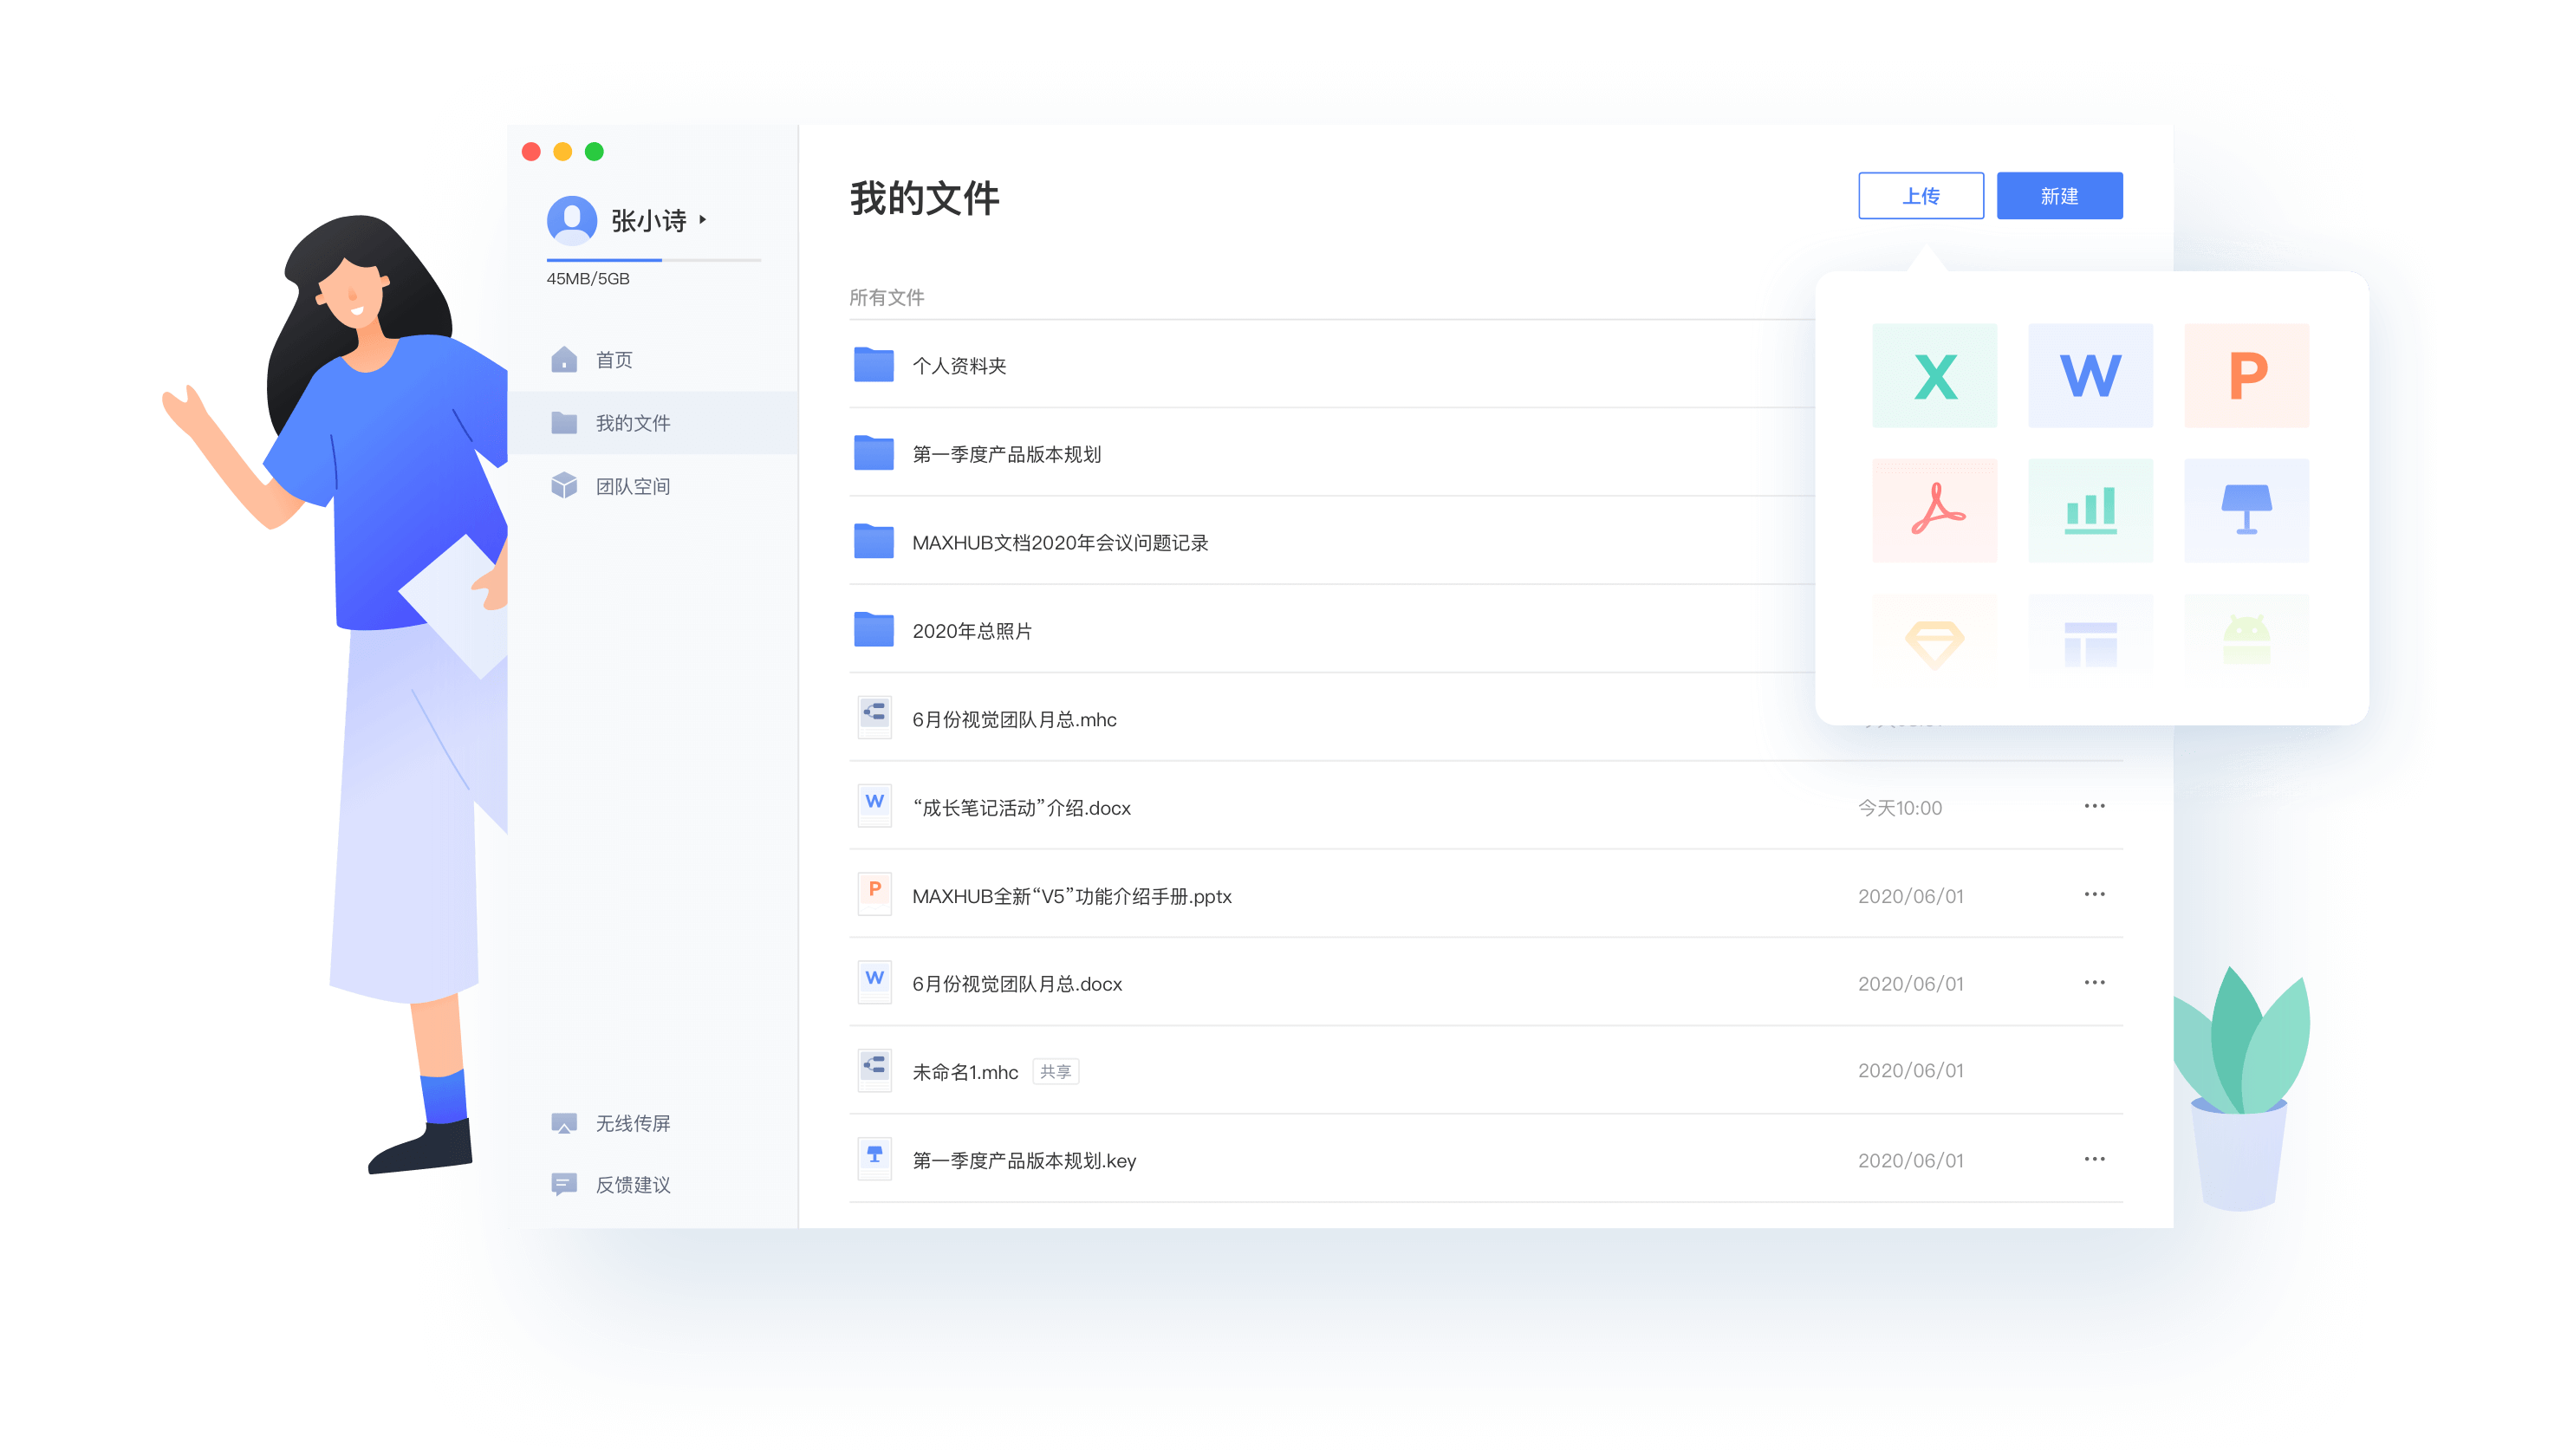 张小诗
45MB/5GB
首页
我的文件
团队空间
无线传屏
反馈建议
我的文件
上传
新建
所有文件
个人资料夹
第一季度产品版本规划
MAXHUB文档2020年会议问题记录
2020年总照片
6月份视觉团队月总.mhc
“成长笔记活动”介绍.docx 今天10:00
MAXHUB全新“V5”功能介绍手册.pptx 2020/06/01
6月份视觉团队月总.docx 2020/06/01
未命名1.mhc 共享 2020/06/01
第一季度产品版本规划.key 2020/06/01
X W P
W
P
W